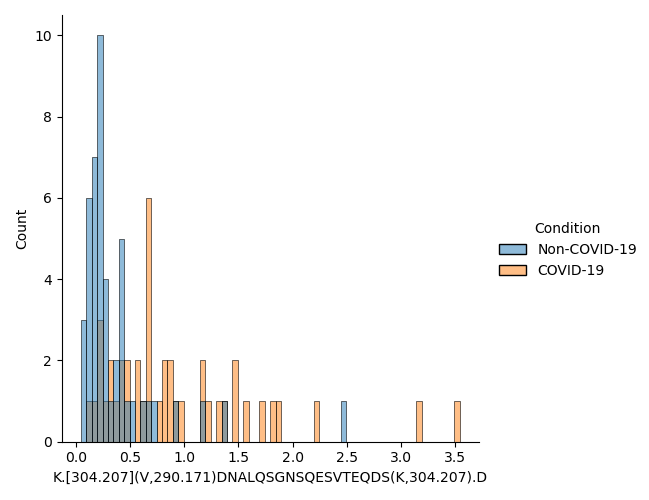 10
8
6
4
2
0
Count
0.0 0.5 1.0 1.5 2.0 2.5 3.0 3.5
K.[304.207](V,290.171)DNALQSGNSQESVTEQDS(K,304.207).D
Condition
Non-COVID-19
COVID-19